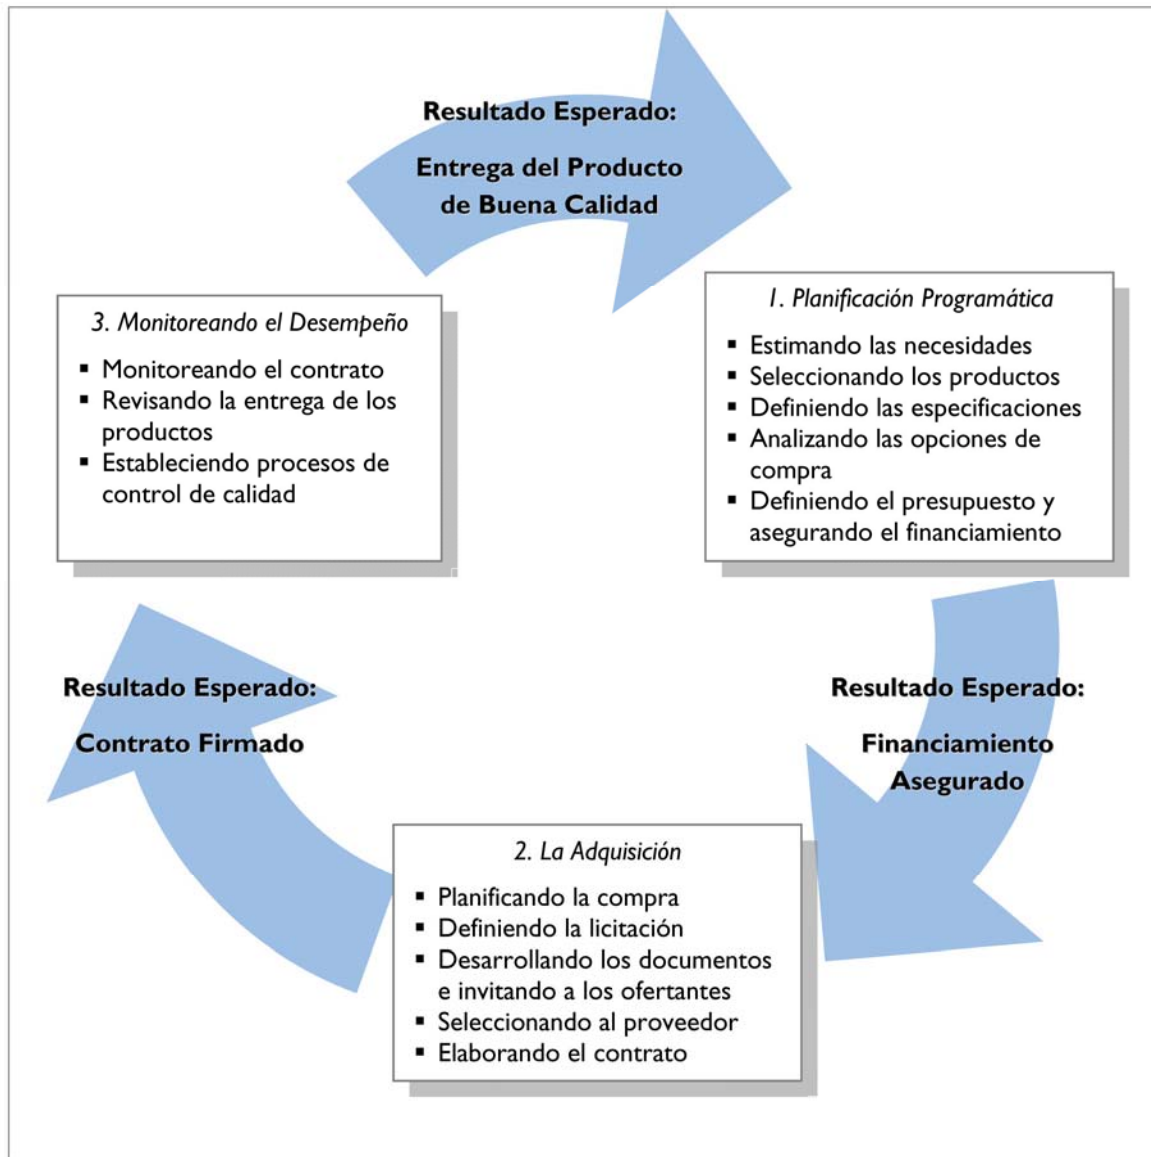 Resultado Esperado:
Entrega del Producto
de Buena Calidad
1. Planificación Programática
▪ Estimando las necesidades
▪ Seleccionando los productos
▪ Definiendo las especificaciones
▪ Analizando las opciones de
compra
▪ Definiendo el presupuesto y
asegurando el financiamiento
Resultado Esperado:
Financiamiento
Asegurado
2. La Adquisición
▪ Planificando la compra
▪ Definiendo la licitación
▪ Desarrollando los documentos
e invitando a los ofertantes
▪ Seleccionando al proveedor
▪ Elaborando el contrato
Resultado Esperado:
Contrato Firmado
3. Monitoreando el Desempeño
▪ Monitoreando el contrato
▪ Revisando la entrega de los
productos
▪ Estableciendo procesos de
control de calidad